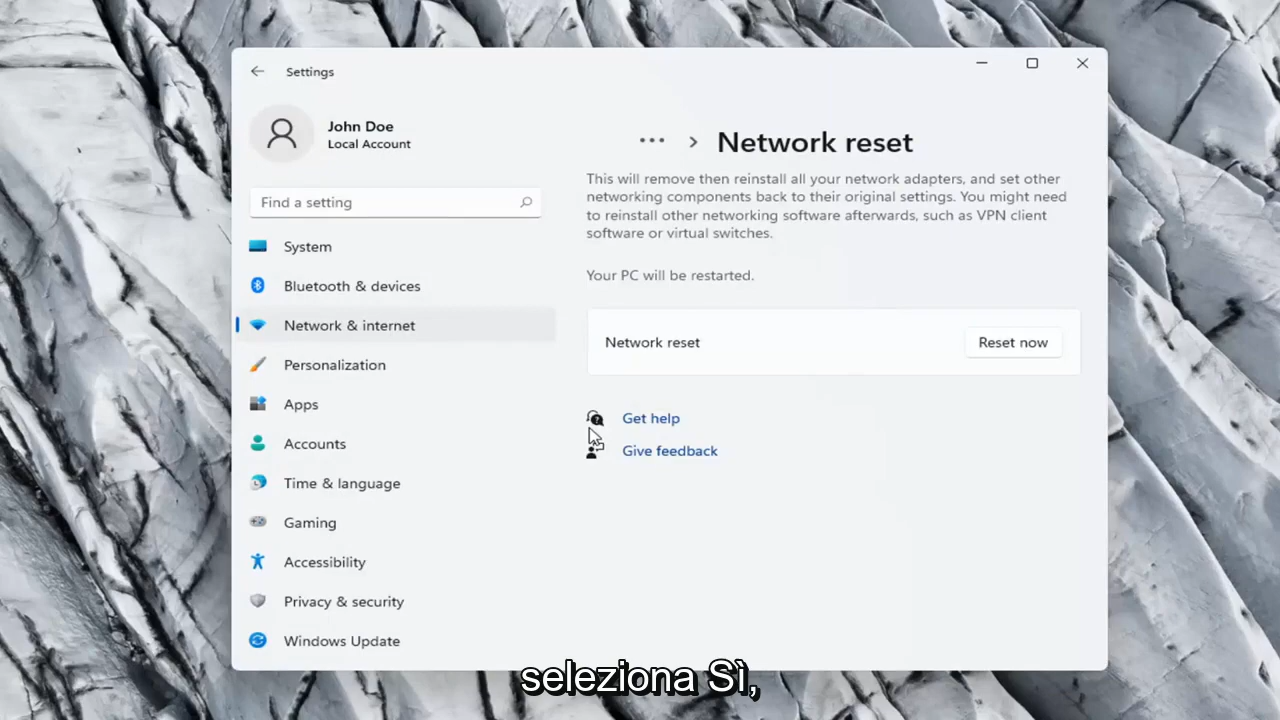 Settings
John Doe
Local Account
Find a setting
System
Bluetooth & devices
Network & internet
Personalization
Apps
Accounts
Time & language
Gaming
Accessibility
Privacy & security
Windows Update
... > Network reset
This will remove then reinstall all your network adapters, and set other
networking components back to their original settings. You might need
to reinstall other networking software afterwards, such as VPN client
software or virtual switches.
Your PC will be restarted.
Network reset
Reset now
Get help
Give feedback
seleziona Sì,